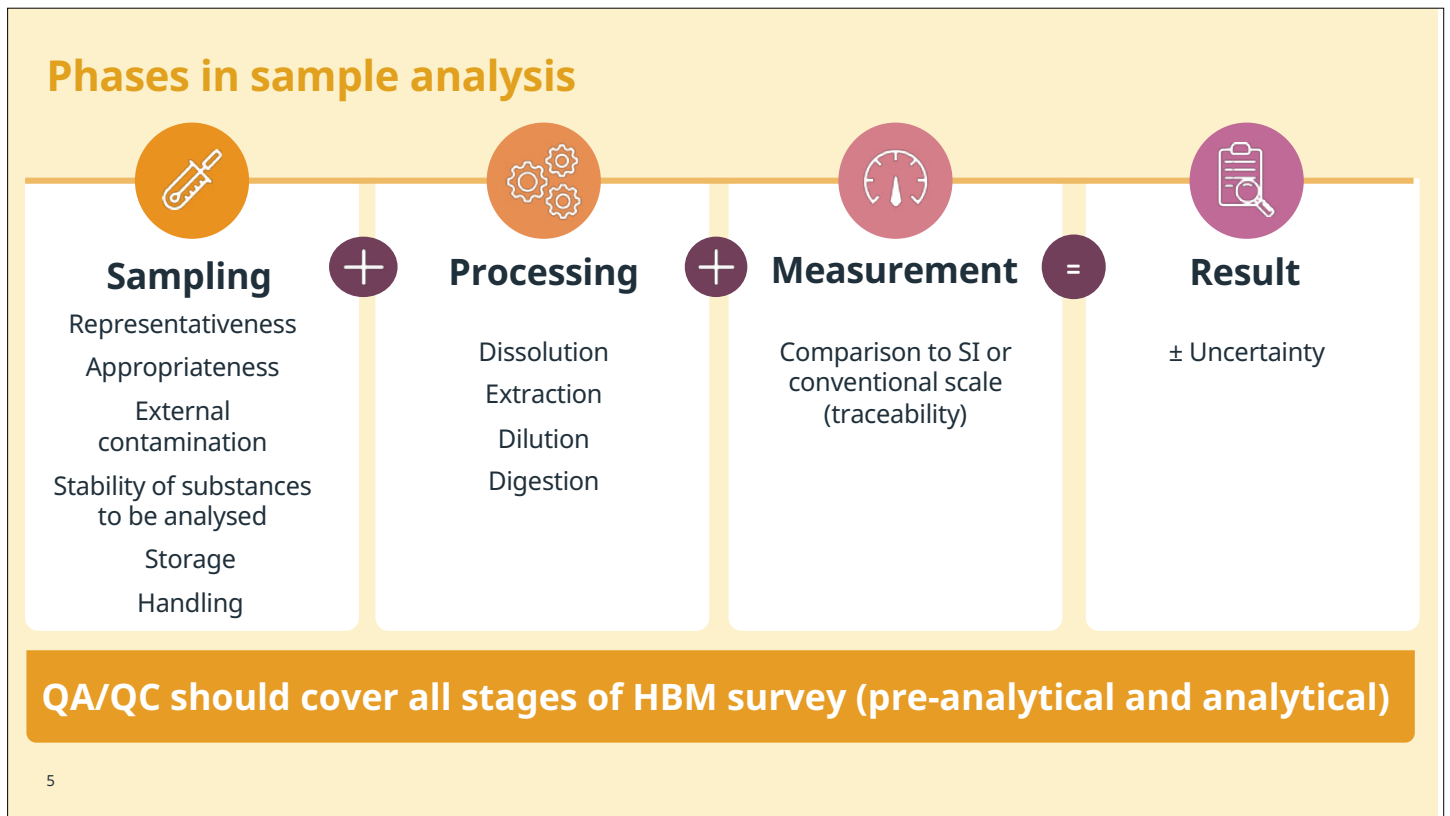 Phases in sample analysis
Sampling
Representativeness
Appropriateness
External
contamination
Stability of substances
to be analysed
Storage
Handling
+
Processing
Dissolution
Extraction
Dilution
Digestion
+
Measurement
Comparison to SI or
conventional scale
(traceability)
=
Result
± Uncertainty
QA/QC should cover all stages of HBM survey (pre-analytical and analytical)
5